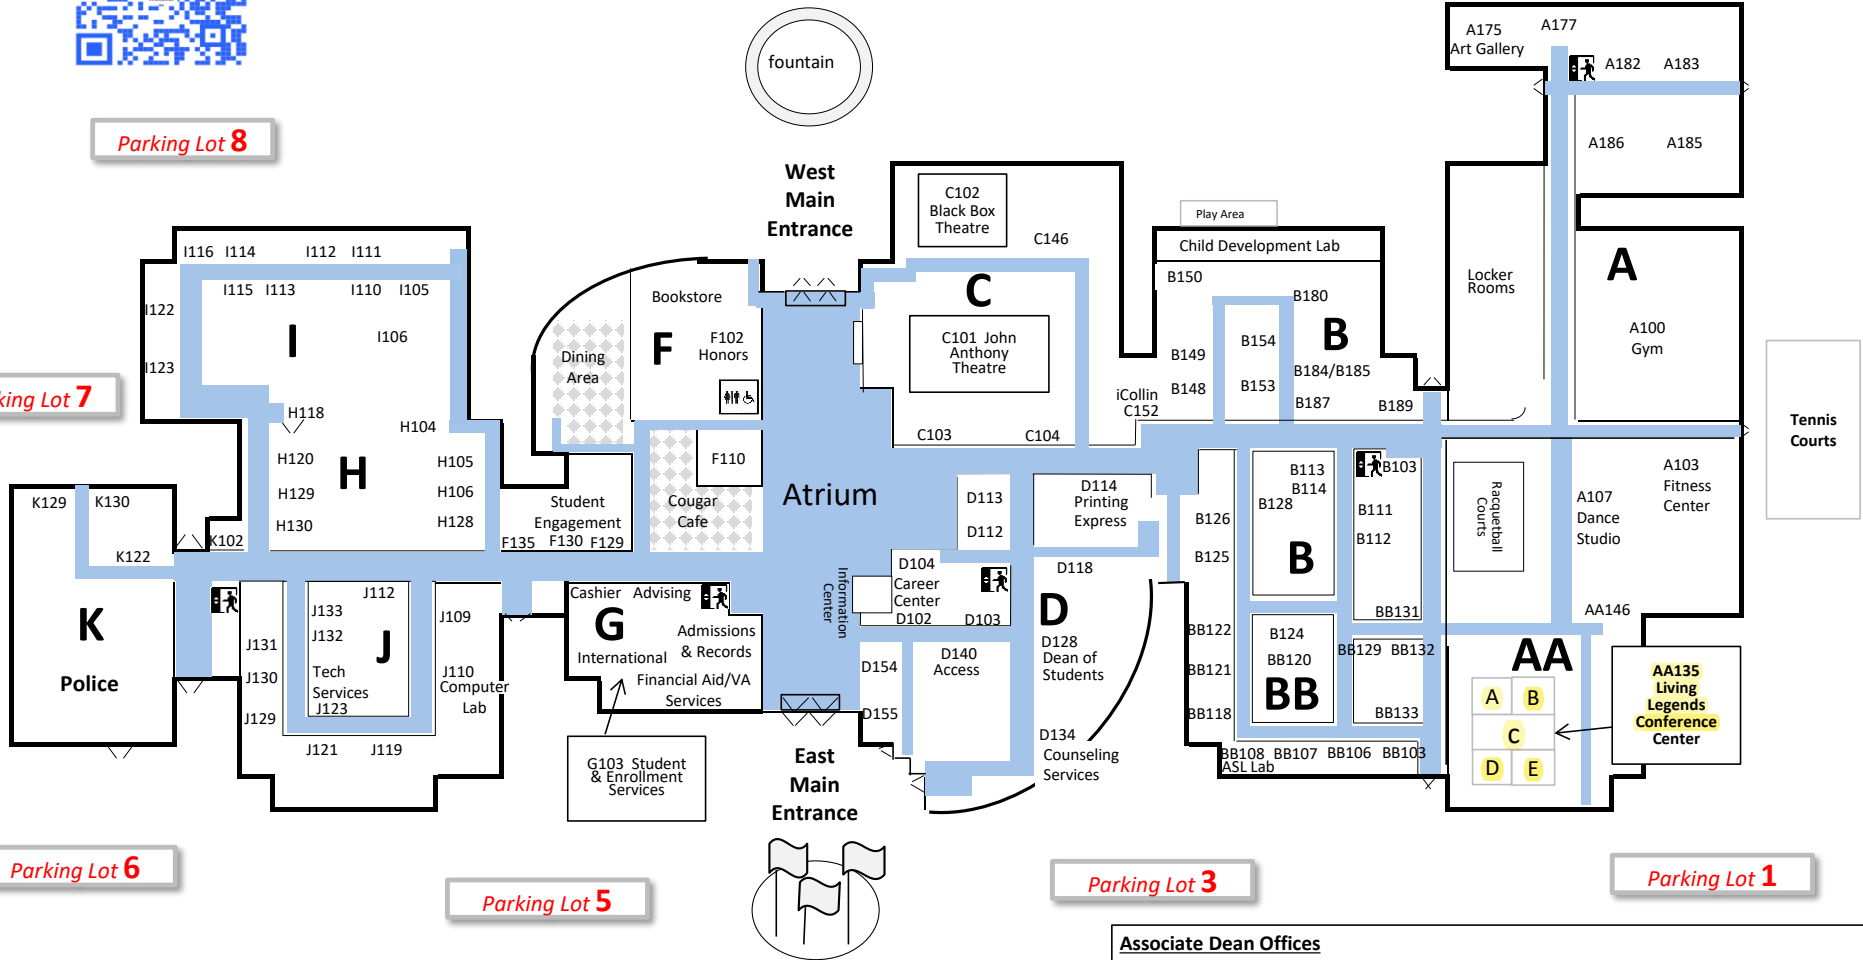 fountain
A175
Art Gallery
A177
A182
A183
A186
A185
Parking Lot 8
West
Main
Entrance
C102
Black Box
Theatre
C146
Play Area
Child Development Lab
Locker
Rooms
A
A100
Gym
Tennis
Courts
I116
I114
I112
I111
I115
I113
I110
I105
I122
I106
I
I123
king Lot 7
H118
H104
H120
H105
H
H129
H106
H130
H128
Bookstore
F
F102
Honors
Dining
Area
F110
Cougar
Cafe
Student
Engagement
F135
F130
F129
C
C101 John
Anthony
Theatre
C103
C104
iCollin
C152
B150
B180
B154
B
B149
B184/B185
B148
B153
B187
B189
Atrium
D113
D112
D114
Printing
Express
D104
Career
Center
D102
D103
Information
Center
D118
D
D128
Dean of
Students
D140
Access
D154
D155
D134
Counseling
Services
B113
B114
B128
B103
B126
B111
B125
B112
B
BB131
B124
BB122
BB120
BB129
BB132
BB121
BB
BB118
BB133
BB108
ASL Lab
BB107
BB106
BB103
Racquetball
Courts
A107
Dance
Studio
A103
Fitness
Center
AA146
AA
A
B
C
D
E
AA135
Living
Legends
Conference
Center
K129
K130
K102
K122
K
Police
J112
J133
J132
J109
J
J131
J130
Tech
Services
J123
J110
Computer
Lab
J129
J121
J119
Cashier
Advising
G
Admissions
& Records
International
Financial Aid/VA
Services
G103 Student
& Enrollment
Services
East
Main
Entrance
Parking Lot 6
Parking Lot 5
Parking Lot 3
Parking Lot 1
Associate Dean Offices